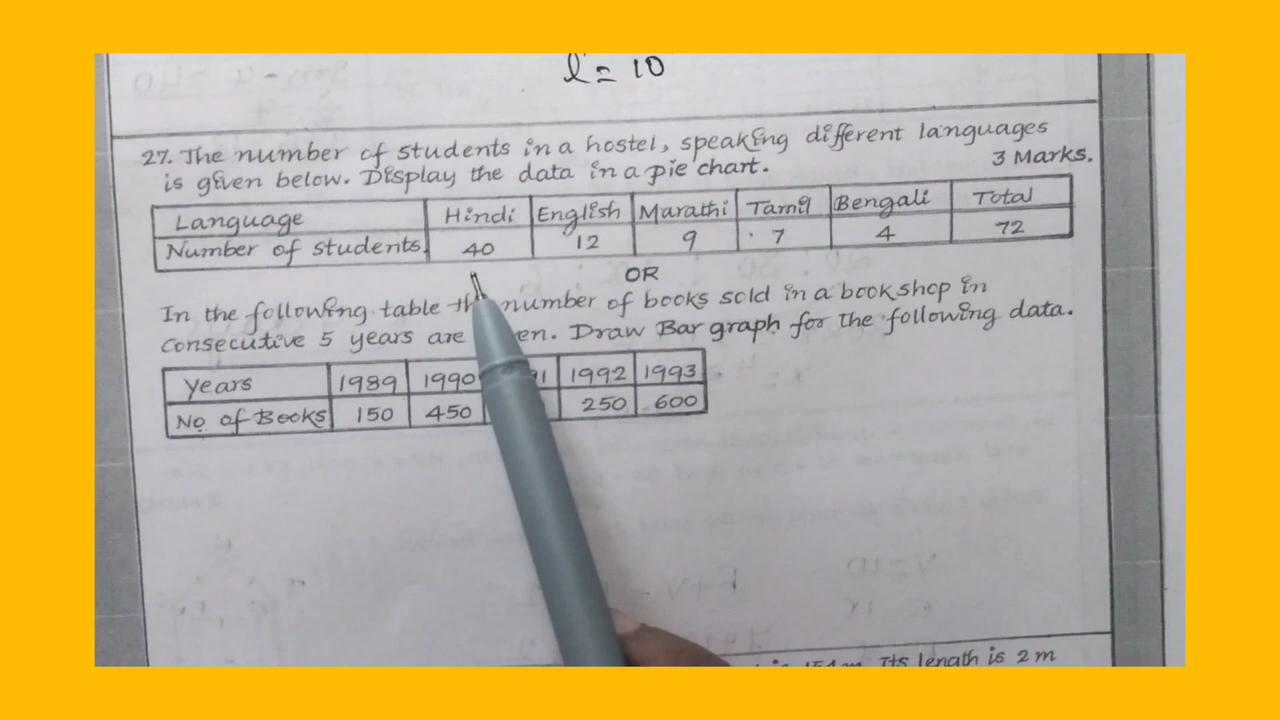 l = 10
27. The number of students in a hostel, speaking different languages
is given below. Display the data in a pie chart. 3 Marks.
Language Hindi English Marathi Tamil Bengali Total
Number of students 40 12 9 7 4 72
OR
In the following table the number of books sold in a bookshop in
consecutive 5 years are en. Draw Bar graph for the following data.
Years 1989 1990 91 1992 1993
No of Books 150 450 250 600
Its length is 2 m